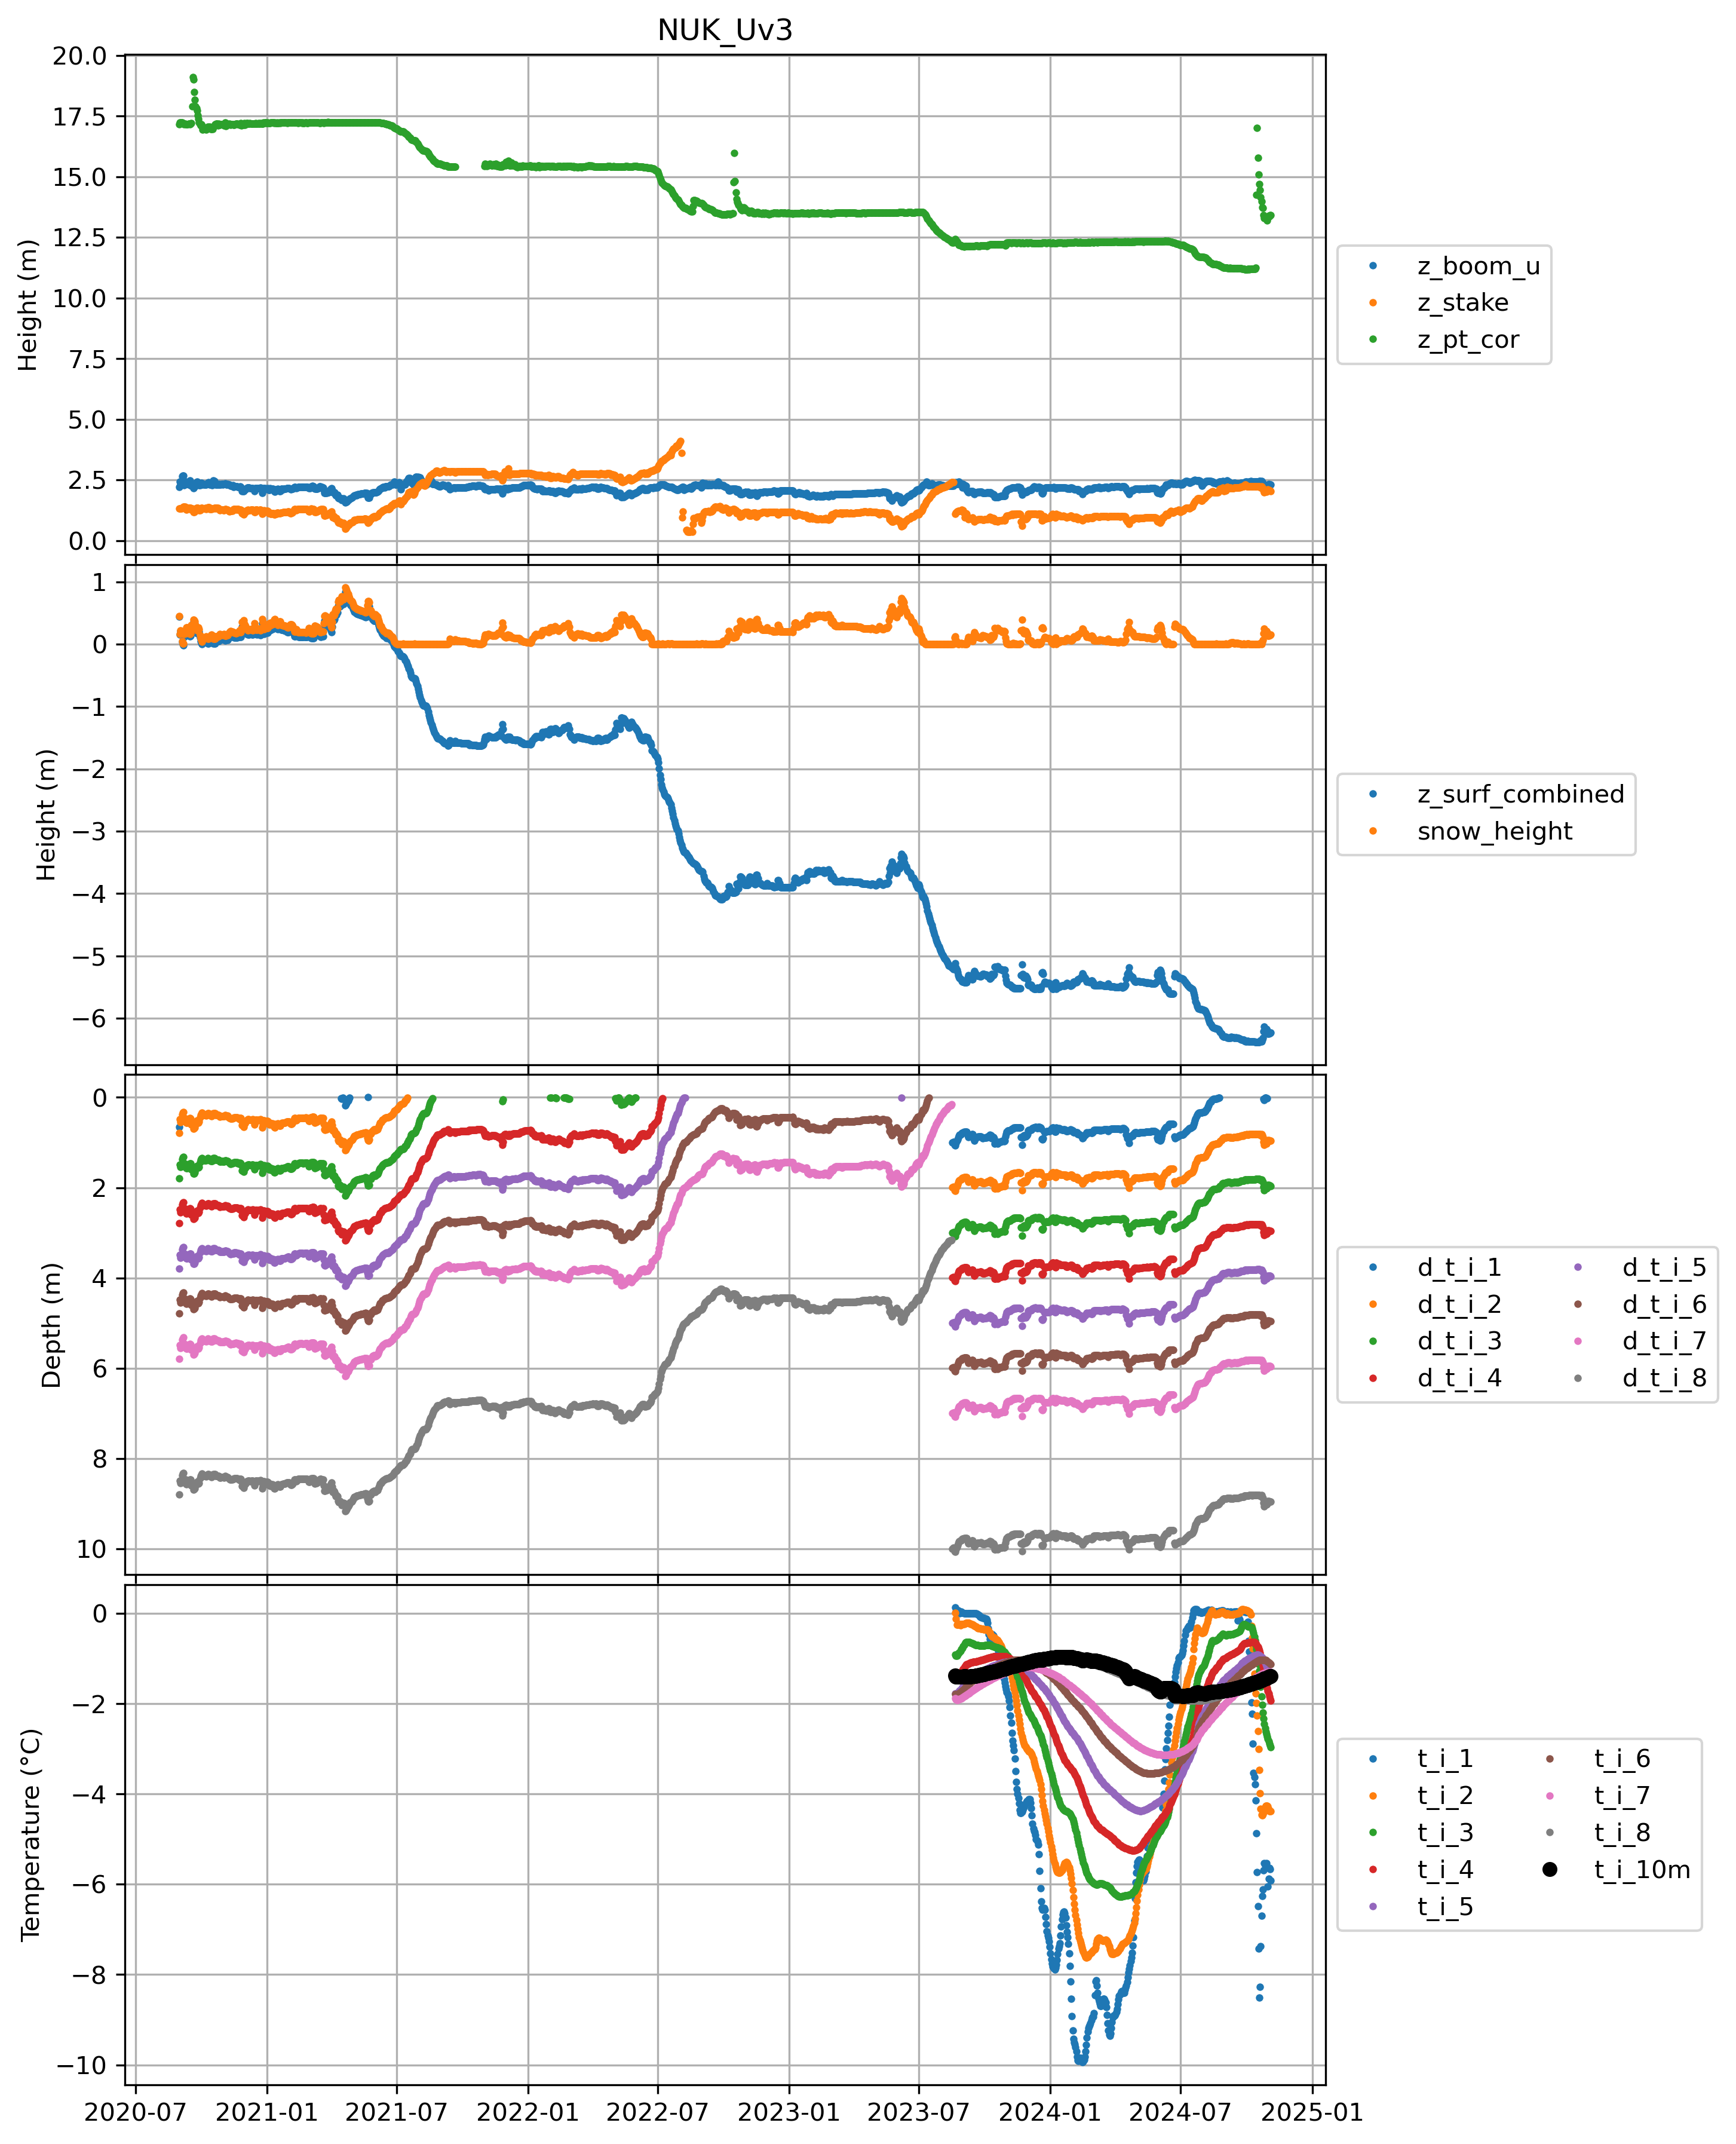 NUK_Uv3
20.0
17.5
15.0
12.5
10.0
7.5
5.0
2.5
0.0
Height (m)
z_boom_u
z_stake
z_pt_cor
1
0
−1
−2
−3
−4
−5
−6
Height (m)
z_surf_combined
snow_height
0
2
4
6
8
10
Depth (m)
d_t_i_1
d_t_i_2
d_t_i_3
d_t_i_4
d_t_i_5
d_t_i_6
d_t_i_7
d_t_i_8
0
−2
−4
−6
−8
−10
Temperature (°C)
t_i_1
t_i_2
t_i_3
t_i_4
t_i_5
t_i_6
t_i_7
t_i_8
t_i_10m
2020-07 2021-01 2021-07 2022-01 2022-07 2023-01 2023-07 2024-01 2024-07 2025-01